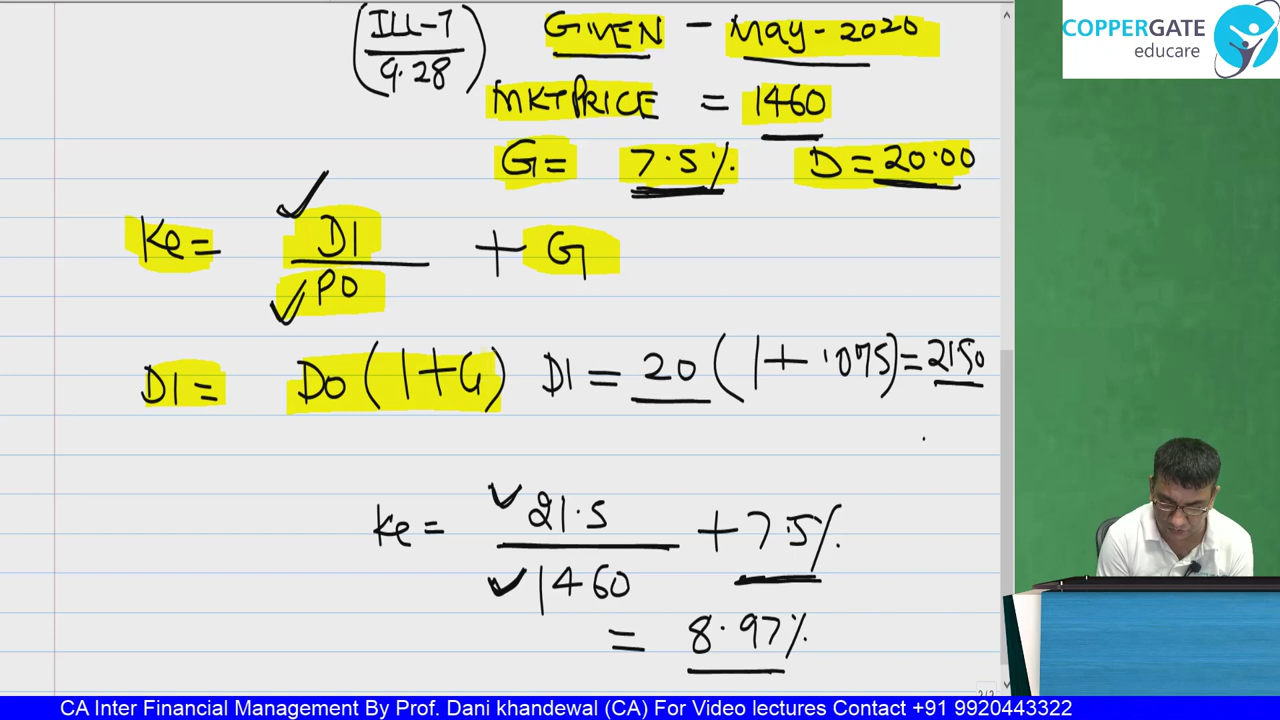 (ILL-7 / 9.28)
GIVEN - May-2020
MKT PRICE = 1460
G= 7.5% D=20.00
Ke= D1 / P0 + G
D1= D0(1+G) D1 = 20(1+.075)=21.50
Ke= 21.5 / 1460 + 7.5%
= 8.97%
COPPERGATE
educare
2/2
CA Inter Financial Management By Prof. Dani khandewal (CA) For Video lectures Contact +91 9920443322